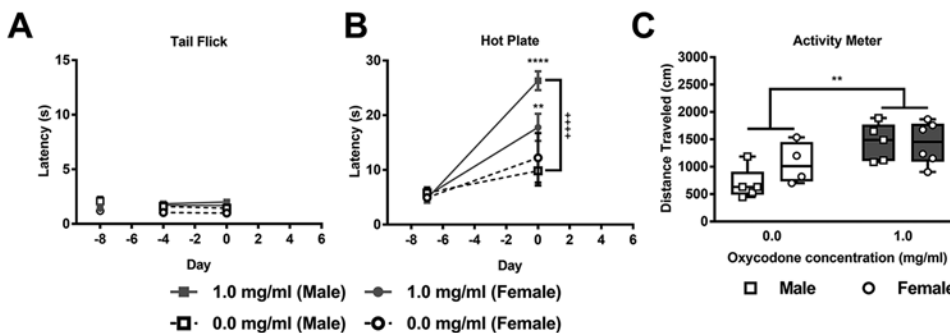 A
Tail Flick
15
10
5
0
Latency (s)
-8 -6 -4 -2 0 2 4 6
Day
B
Hot Plate
30
20
10
0
Latency (s)
****
**
++++
-8 -6 -4 -2 0 2 4 6
Day
1.0 mg/ml (Male) 1.0 mg/ml (Female)
0.0 mg/ml (Male) 0.0 mg/ml (Female)
C
Activity Meter
3000
2500
2000
1500
1000
500
0
Distance Traveled (cm)
**
0.0 1.0
Oxycodone concentration (mg/ml)
Male Female